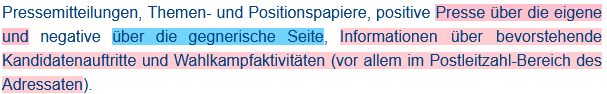 Pressemitteilungen, Themen- und Positionspapiere, positive Presse über die eigene
und negative über die gegnerische Seite, Informationen über bevorstehende
Kandidatenauftritte und Wahlkampfaktivitäten (vor allem im Postleitzahl-Bereich des
Adressaten).